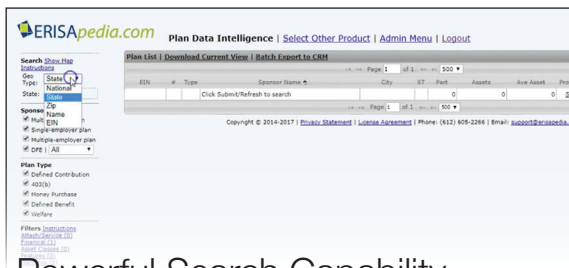 ERISApedia.com
Plan Data Intelligence | Select Other Product | Admin Menu | Logout
Search Show Map
Instructions
Geo Type: State
National
State
Zip
Name
EIN
State:
Plan List | Download Current View | Batch Export to CRM
Page 1 of 1 500
EIN # Type Sponsor Name City ST Part Assets Ave Asset
Click Submit/Refresh to search 0 0 0
Page 1 of 1 500
Copyright © 2014-2017 | Privacy Statement | License Agreement | Phone: (612) 605-2266 | Email: support@erisapedia.
Single-employer plan
Multiple-employer plan
DFE | All
Plan Type
Defined Contribution
403(b)
Money Purchase
Defined Benefit
Welfare
Filters Instructions
Attach/Service (0)
Financial (1)
Asset Classes (0)
Powerful Search Capability